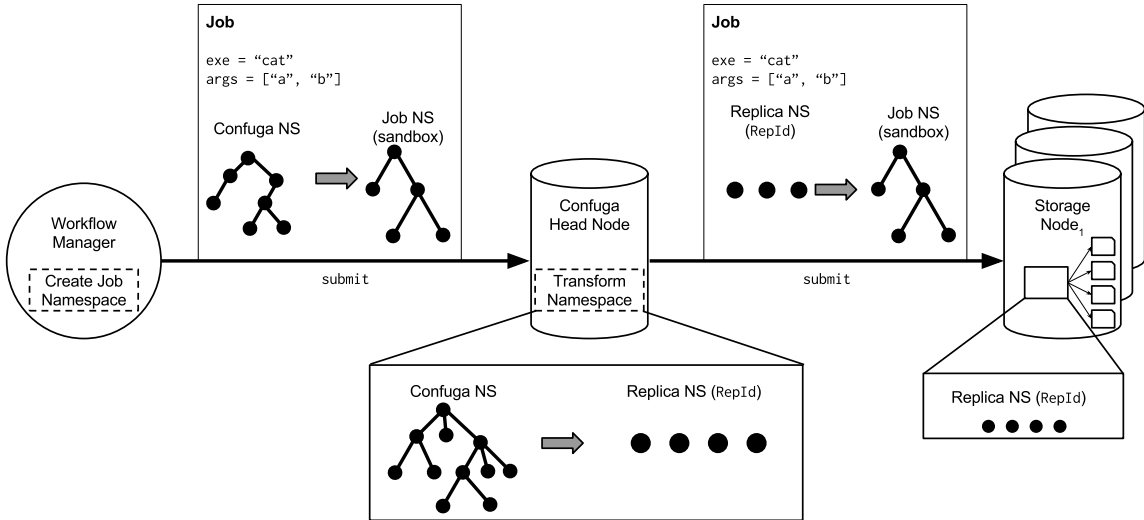 Job
exe = “cat”
args = [“a”, “b”]
Confuga NS
Job NS
(sandbox)
Job
exe = “cat”
args = [“a”, “b”]
Replica NS
(RepId)
Job NS
(sandbox)
Workflow
Manager
Create Job
Namespace
submit
Confuga
Head Node
Transform
Namespace
submit
Storage
Node1
Confuga NS
Replica NS (RepId)
Replica NS (RepId)